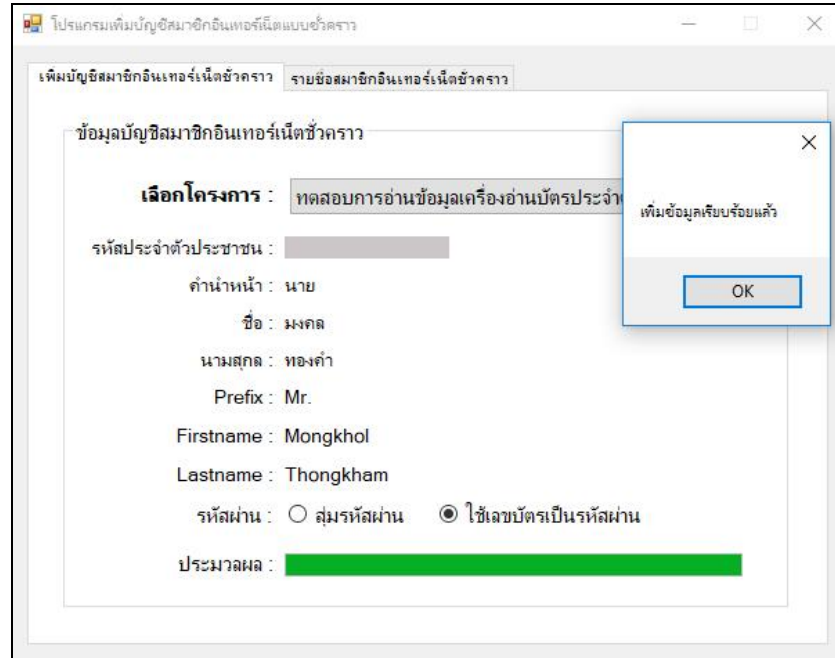 โปรแกรมเพิ่มบัญชีสมาชิกอินเทอร์เน็ตแบบชั่วคราว
เพิ่มบัญชีสมาชิกอินเทอร์เน็ตชั่วคราว รายชื่อสมาชิกอินเทอร์เน็ตชั่วคราว
ข้อมูลบัญชีสมาชิกอินเทอร์เน็ตชั่วคราว
เลือกโครงการ : ทดสอบการอ่านข้อมูลเครื่องอ่านบัตรประจำ
เพิ่มข้อมูลเรียบร้อยแล้ว
OK
รหัสประจำตัวประชาชน :
คำนำหน้า : นาย
ชื่อ : มงคล
นามสกุล : ทองคำ
Prefix : Mr.
Firstname : Mongkhol
Lastname : Thongkham
รหัสผ่าน : สุ่มรหัสผ่าน ใช้เลขบัตรเป็นรหัสผ่าน
ประมวลผล :